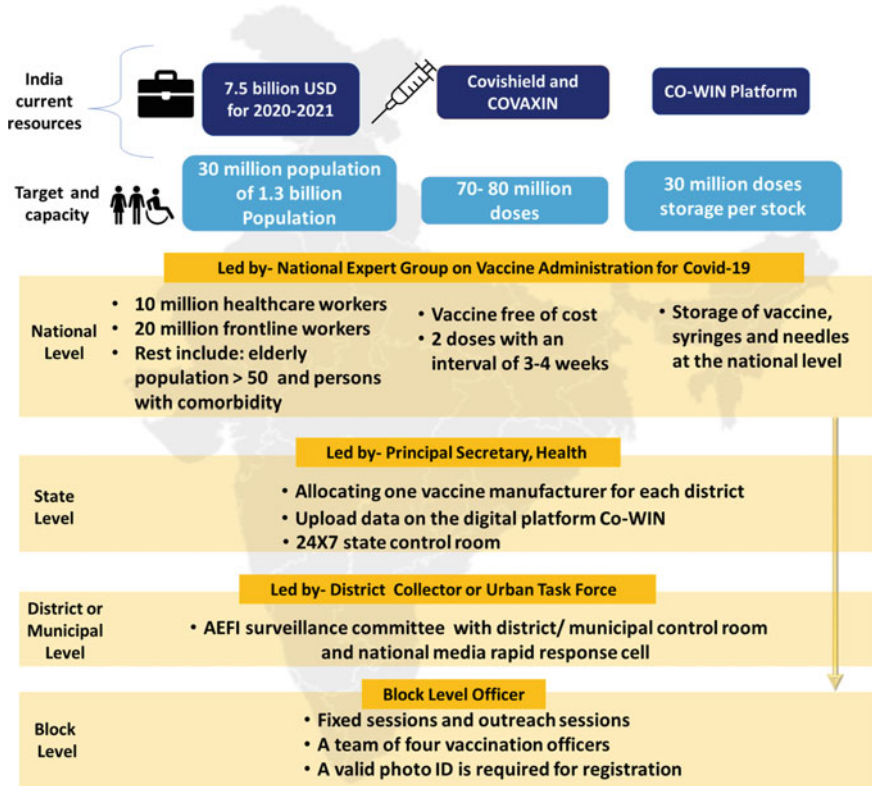 India
current
resources
7.5 billion USD
for 2020-2021
Covishield and
COVAXIN
CO-WIN Platform
Target and
capacity
30 million population
of 1.3 billion
Population
70- 80 million
doses
30 million doses
storage per stock
Led by- National Expert Group on Vaccine Administration for Covid-19
National
Level
• 10 million healthcare workers
• 20 million frontline workers
• Rest include: elderly
population > 50 and persons
with comorbidity
• Vaccine free of cost
• 2 doses with an
interval of 3-4 weeks
• Storage of vaccine,
syringes and needles
at the national level
Led by- Principal Secretary, Health
State
Level
• Allocating one vaccine manufacturer for each district
• Upload data on the digital platform Co-WIN
• 24X7 state control room
Led by- District Collector or Urban Task Force
District or
Municipal
Level
• AEFI surveillance committee with district/ municipal control room
and national media rapid response cell
Block Level Officer
Block
Level
• Fixed sessions and outreach sessions
• A team of four vaccination officers
• A valid photo ID is required for registration